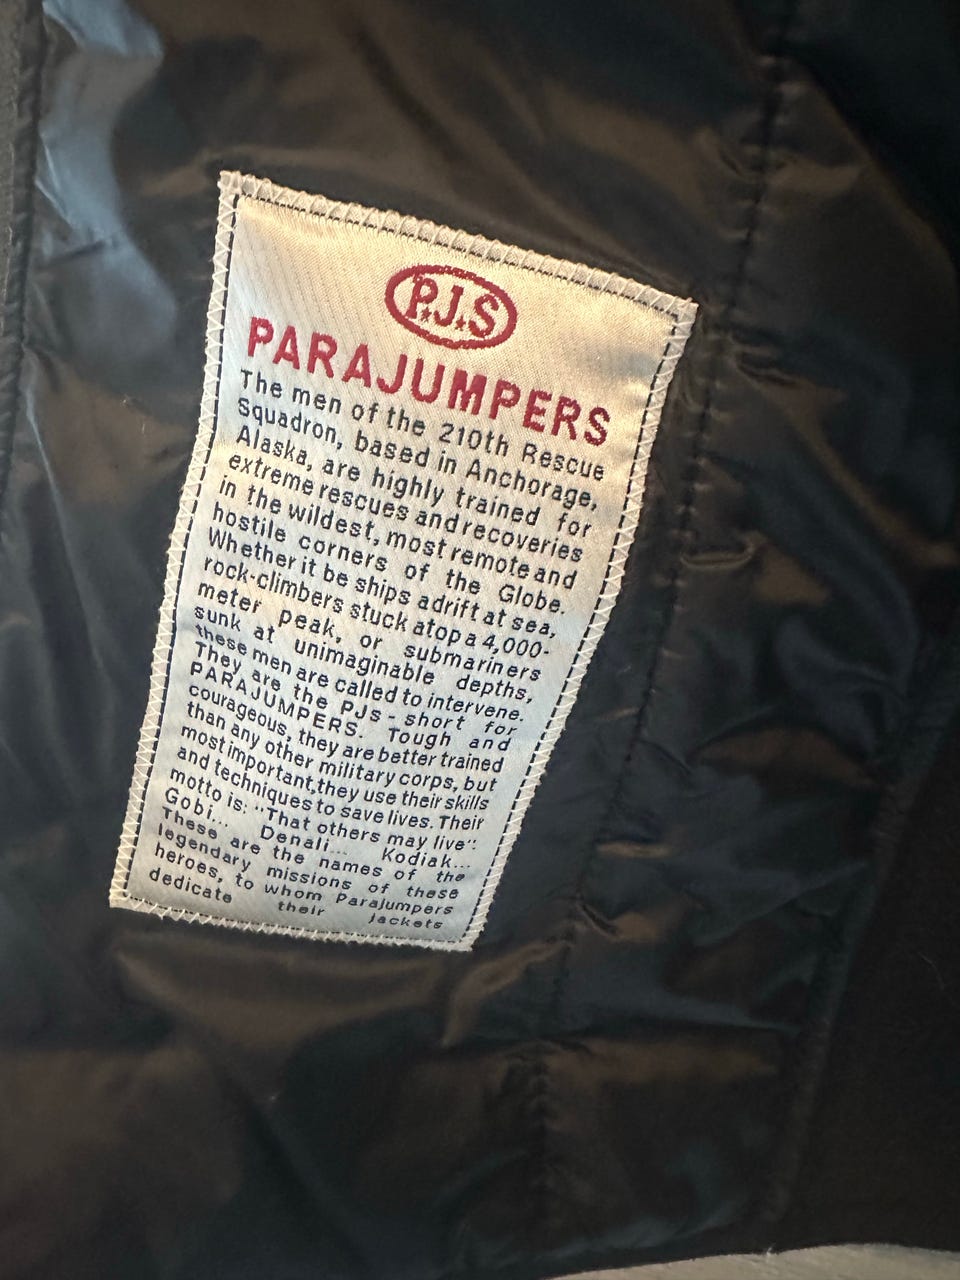 P.J.S
PARAJUMPERS
The men of the 210th Rescue
Squadron, based in Anchorage,
Alaska, are highly trained for
extreme rescues and recoveries
in the wildest, most remote and
hostile corners of the Globe.
Whether it be ships adrift at sea,
rock-climbers stuck atop a 4,000-
meter peak, or submariners
sunk at unimaginable depths,
these men are called to intervene.
They are the PJs - short for
PARAJUMPERS. Tough and
courageous, they are better trained
than any other military corps, but
most important,they use their skills
and techniques to save lives. Their
motto is: "That others may live".
Gobi... Denali... Kodiak...
These are the names of the
legendary missions of these
heroes, to whom Parajumpers
dedicate their jackets